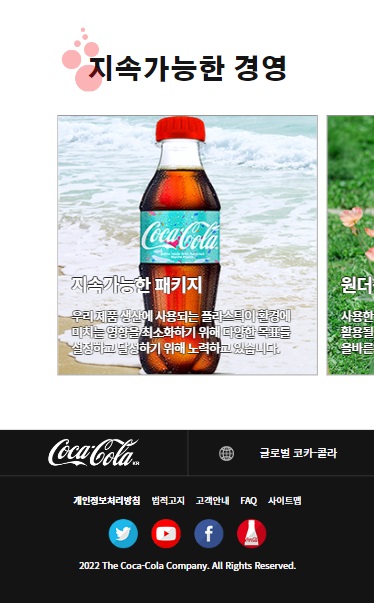 지속가능한 경영
Coca-Cola
지속가능한 패키지
우리 제품 생산에 사용되는 플라스틱이 환경에
미치는 영향을 최소화하기 위해 다양한 목표를
설정하고 달성하기 위해 노력하고 있습니다.
원더
사용한
활용될
올바른
Coca-Cola KR
글로벌 코카-콜라
개인정보처리방침 법적고지 고객안내 FAQ 사이트맵
2022 The Coca-Cola Company. All Rights Reserved.